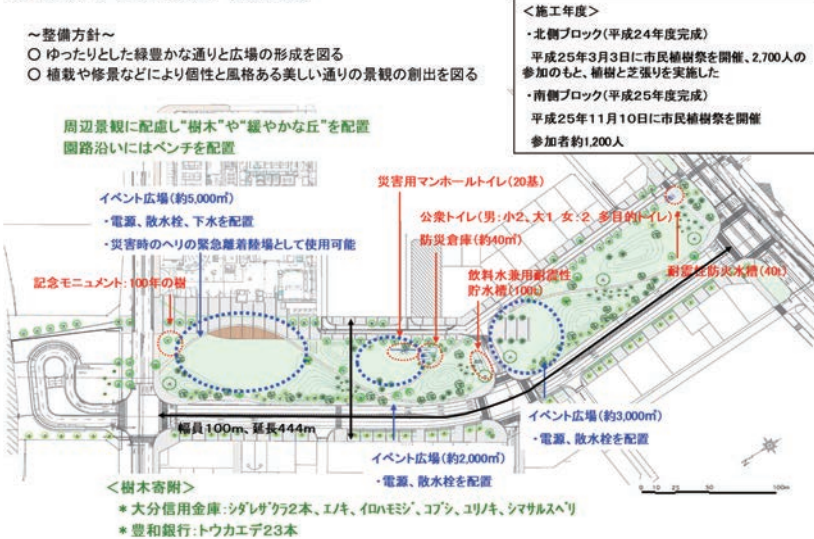 ~整備方針~
○ ゆったりとした緑豊かな通りと広場の形成を図る
○ 植栽や修景などにより個性と風格ある美しい通りの景観の創出を図る
<施工年度>
・北側ブロック(平成24年度完成)
平成25年3月3日に市民植樹祭を開催、2,700人の
参加のもと、植樹と芝張りを実施した
・南側ブロック(平成25年度完成)
平成25年11月10日に市民植樹祭を開催
参加者約1,200人
周辺景観に配慮し“樹木”や“緩やかな丘”を配置
園路沿いにはベンチを配置
イベント広場(約5,000㎡)
・電源、散水栓、下水を配置
・災害時のヘリの緊急離着陸場として使用可能
災害用マンホールトイレ(20基)
公衆トイレ(男:小2、大1 女:2 多目的トイレ)
防災倉庫(約40㎡)
飲料水兼用耐震性
貯水槽(100t)
耐震性防火水槽(40t)
記念モニュメント:100年の樹
幅員100m、延長444m
イベント広場(約3,000㎡)
・電源、散水栓を配置
イベント広場(約2,000㎡)
・電源、散水栓を配置
<樹木寄附>
*大分信用金庫:シダレザクラ2本、エノキ、イロハモミジ、コブシ、ユリノキ、シマサルスベリ
*豊和銀行:トウカエデ23本
N
0 10 25 50 100m